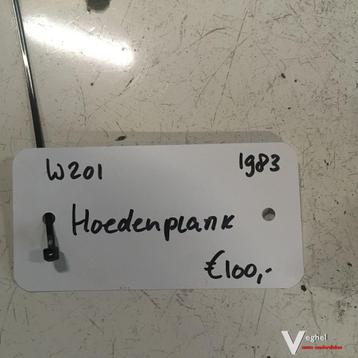 W201 1983
Hoedenplank
€100,-
Veghel